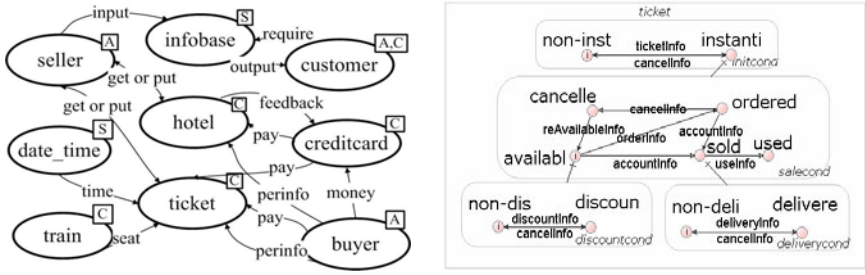 input
S
infobase
A
seller
require
A,C
output
customer
get or put
get or put
C
feedback
hotel
C
S
pay
creditcard
date_time
pay
C
time
ticket
perinfo
money
C
pay
A
train
seat
perinfo
buyer
ticket
non-inst
ticketInfo
instanti
cancelInfo
initcond
cancelle
cancelInfo
ordered
reAvailableInfo
orderInfo
accountInfo
availabl
i
accountInfo
sold
used
useInfo
salecond
non-dis
discoun
discountInfo
i
cancelInfo
discountcond
non-deli
delivere
deliveryInfo
i
cancelInfo
deliverycond